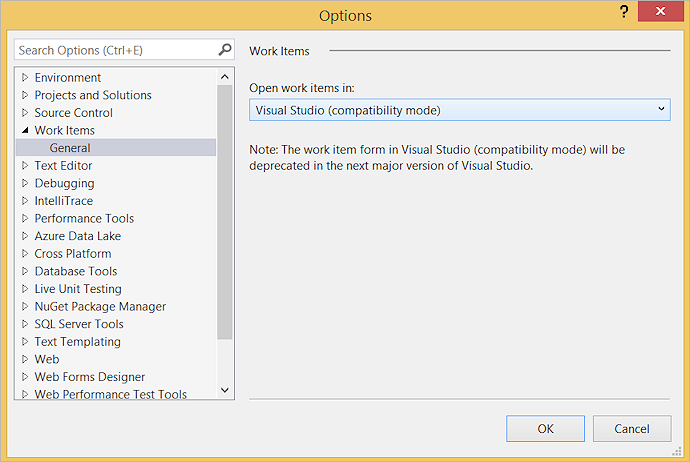 Options
?
Search Options (Ctrl+E)
Environment
Projects and Solutions
Source Control
Work Items
General
Text Editor
Debugging
IntelliTrace
Performance Tools
Azure Data Lake
Cross Platform
Database Tools
Live Unit Testing
NuGet Package Manager
SQL Server Tools
Text Templating
Web
Web Forms Designer
Web Performance Test Tools
Work Items
Open work items in:
Visual Studio (compatibility mode)
Note: The work item form in Visual Studio (compatibility mode) will be
deprecated in the next major version of Visual Studio.
OK
Cancel